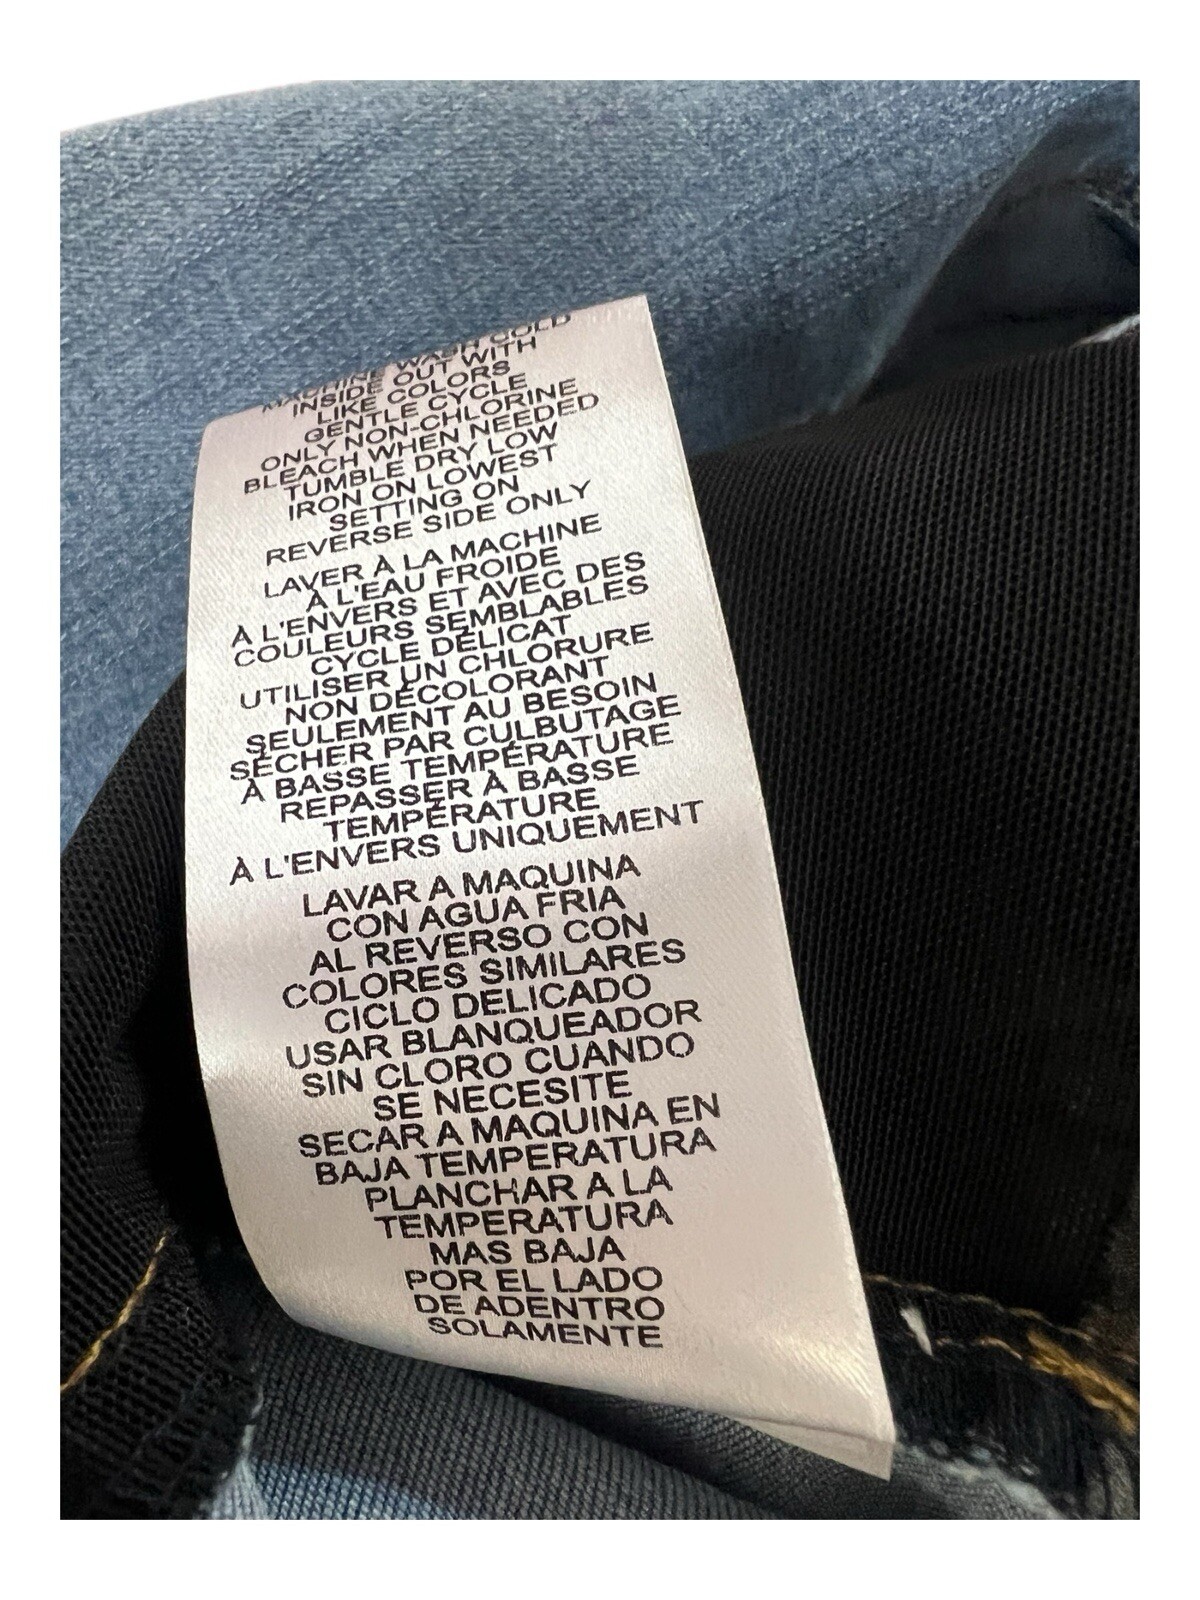 MACHINE WASH COLD
INSIDE OUT WITH
LIKE COLORS
GENTLE CYCLE
ONLY NON-CHLORINE
BLEACH WHEN NEEDED
TUMBLE DRY LOW
IRON ON LOWEST
SETTING ON
REVERSE SIDE ONLY
LAVER À LA MACHINE
À L'EAU FROIDE
À L'ENVERS ET AVEC DES
COULEURS SEMBLABLES
CYCLE DÉLICAT
UTILISER UN CHLORURE
NON DÉCOLORANT
SEULEMENT AU BESOIN
SÉCHER PAR CULBUTAGE
À BASSE TEMPÉRATURE
REPASSER À BASSE
TEMPÉRATURE
À L'ENVERS UNIQUEMENT
LAVAR A MAQUINA
CON AGUA FRIA
AL REVERSO CON
COLORES SIMILARES
CICLO DELICADO
USAR BLANQUEADOR
SIN CLORO CUANDO
SE NECESITE
SECAR A MAQUINA EN
BAJA TEMPERATURA
PLANCHAR A LA
TEMPERATURA
MAS BAJA
POR EL LADO
DE ADENTRO
SOLAMENTE